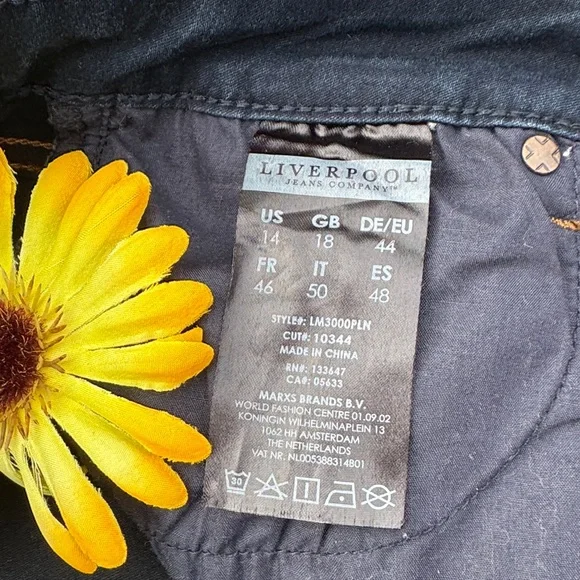 LIVERPOOL
JEANS COMPANY™
US GB DE/EU
14 18 44
FR IT ES
46 50 48
STYLE#: LM3000PLN
CUT#: 10344
MADE IN CHINA
RN#: 133647
CA#: 05633
MARXS BRANDS B.V.
WORLD FASHION CENTRE 01.09.02
KONINGIN WILHELMINAPLEIN 13
1062 HH AMSTERDAM
THE NETHERLANDS
VAT NR. NL005388314B01
30